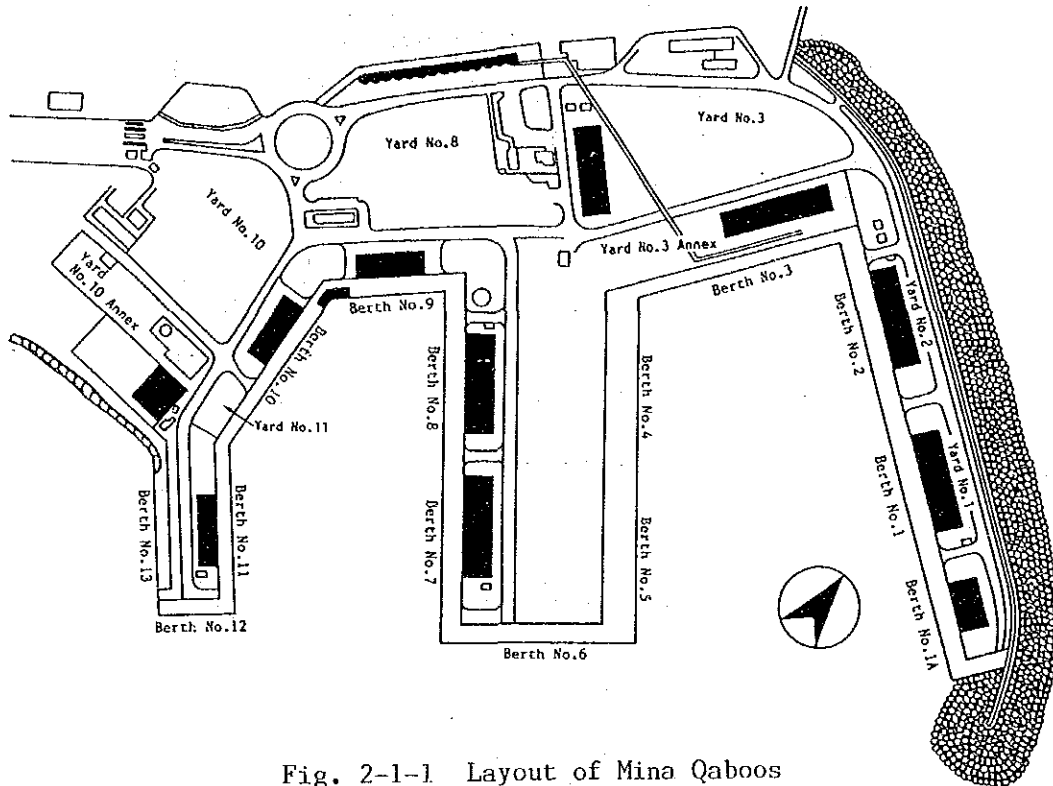 Yard No.3
Yard No.8
Yard No.10
Yard No.3 Annex
Yard
No.10 Annex
Berth No.9
Berth No.3
Berth No.10
Yard No.2
Berth No.2
Berth No.8
Berth No.4
Yard No.11
Yard No.1
Berth No.1
Berth No.13
Berth No.11
Berth No.7
Berth No.5
Berth No.12
Berth No.6
Berth No.1A
Fig. 2-1-1 Layout of Mina Qaboos